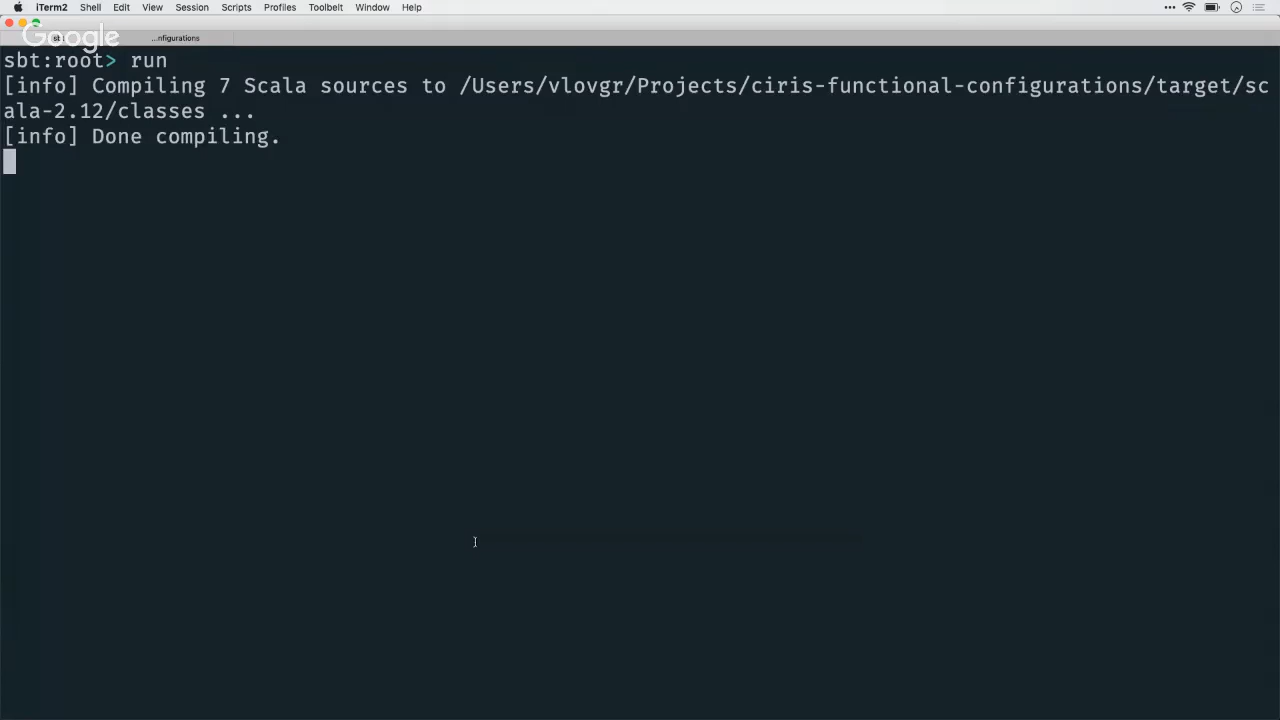 iTerm2 Shell Edit View Session Scripts Profiles Toolbelt Window Help
Google
...nfigurations
sbt:root> run
[info] Compiling 7 Scala sources to /Users/vlovgr/Projects/ciris-functional-configurations/target/sc
ala-2.12/classes ...
[info] Done compiling.